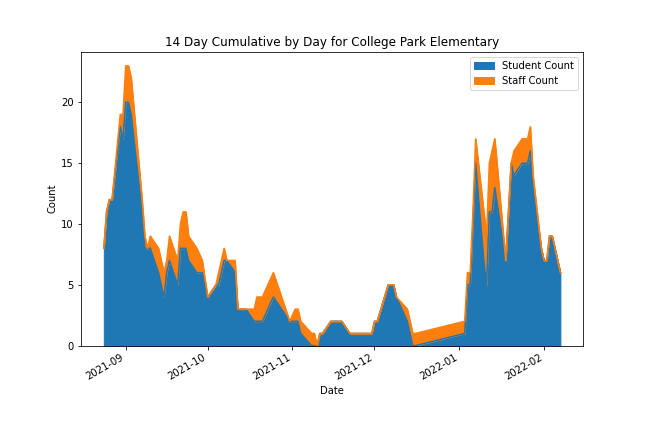 14 Day Cumulative by Day for College Park Elementary
Student Count
Staff Count
20
15
10
5
0
Count
2021-09
2021-10
2021-11
2021-12
2022-01
2022-02
Date